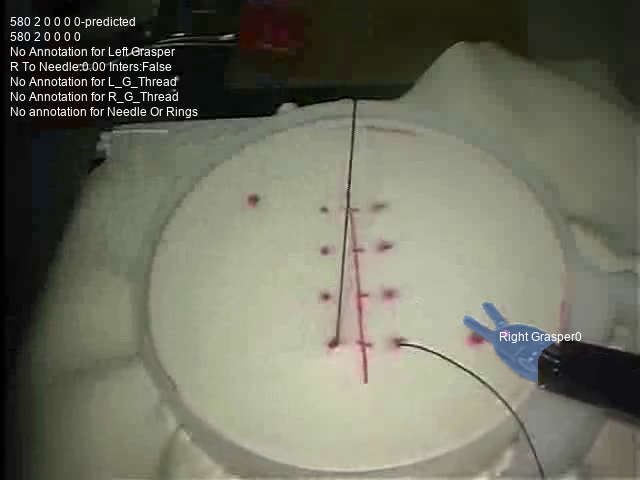 580 2 0 0 0 0-predicted
580 2 0 0 0 0
No Annotation for Left Grasper
R To Needle:0.00 Inters:False
No Annotation for L_G_Thread
No Annotation for R_G_Thread
No annotation for Needle Or Rings
Right Grasper0